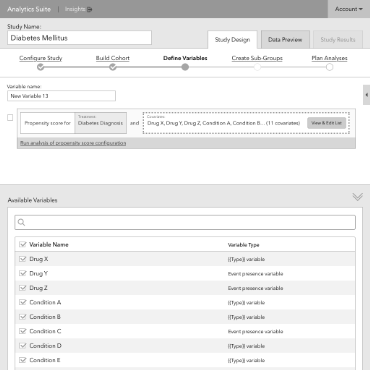 Analytics Suite | Insights
Account
Study Name:
Diabetes Mellitus
Study Design
Data Preview
Study Results
Configure Study
Build Cohort
Define Variables
Create Sub-Groups
Plan Analyses
Variable name:
New Variable 13
Treatment
Covariates
Propensity score for Diabetes Diagnosis and Drug X, Drug Y, Drug Z, Condition A, Condition B... (11 covariates) View & Edit List
Run analysis of propensity score configuration
Available Variables
Variable Name Variable Type
Drug X {{Type}} variable
Drug Y Event presence variable
Drug Z Event presence variable
Condition A {{Type}} variable
Condition B {{Type}} variable
Condition C Event presence variable
Condition D {{Type}} variable
Condition E {{Type}} variable